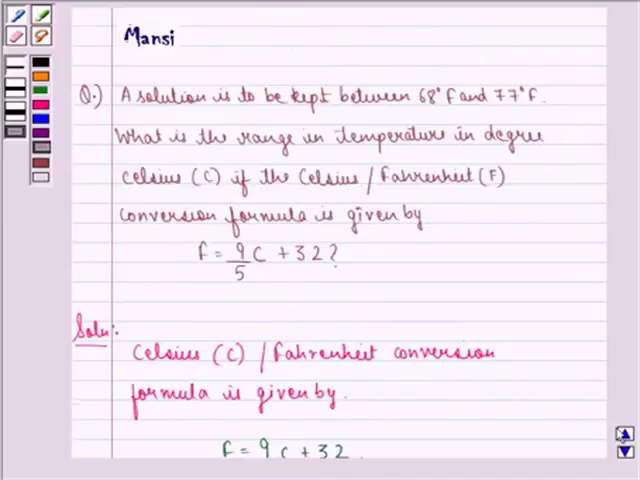 Mansi
Q.) A solution is to be kept between 68°F and 77°F.
What is the range in temperature in degree
celsius (C) if the Celsius / Fahrenheit (F)
conversion formula is given by
F = 9/5 C + 32 ?
Solu:
Celsius (C) / Fahrenheit conversion
formula is given by.
F = 9 C + 32